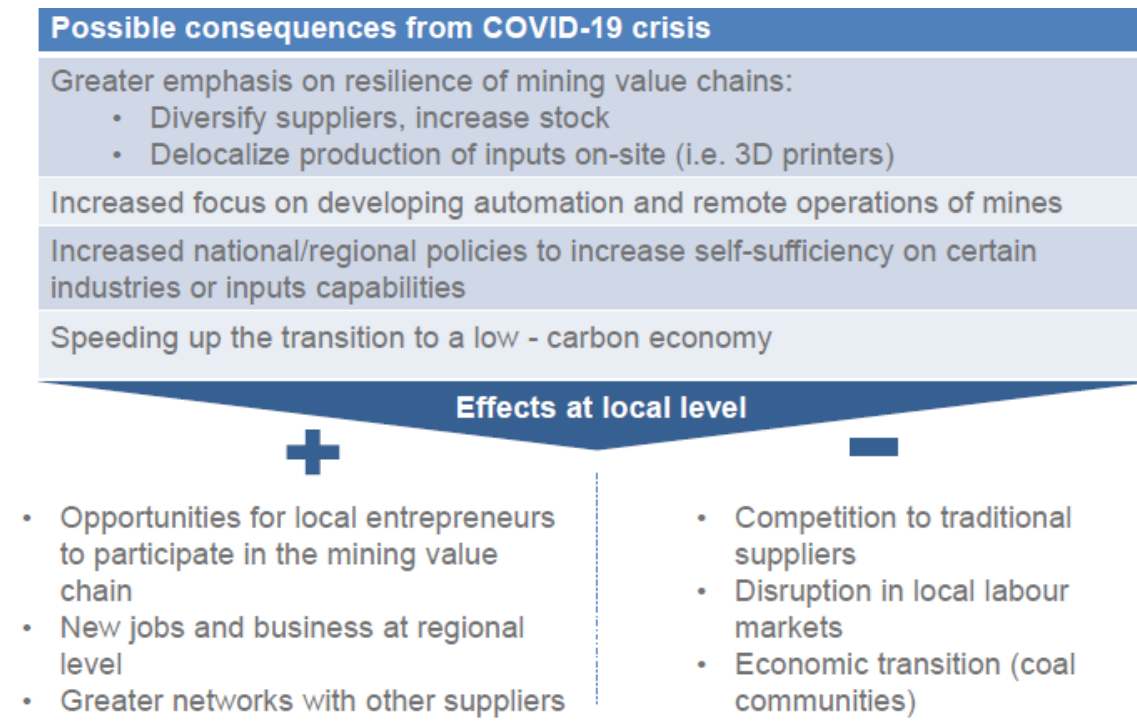 Possible consequences from COVID-19 crisis
Greater emphasis on resilience of mining value chains:
• Diversify suppliers, increase stock
• Delocalize production of inputs on-site (i.e. 3D printers)
Increased focus on developing automation and remote operations of mines
Increased national/regional policies to increase self-sufficiency on certain
industries or inputs capabilities
Speeding up the transition to a low - carbon economy
Effects at local level
+
• Opportunities for local entrepreneurs
to participate in the mining value
chain
• New jobs and business at regional
level
• Greater networks with other suppliers
−
• Competition to traditional
suppliers
• Disruption in local labour
markets
• Economic transition (coal
communities)